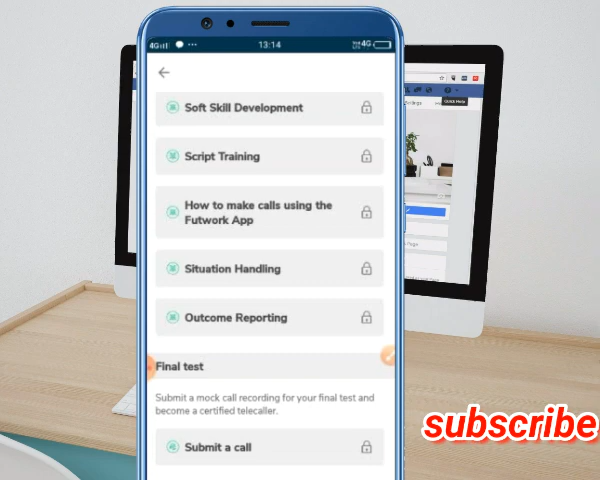 4G
13:14
4G
Quick Help
Soft Skill Development
Script Training
How to make calls using the
Futwork App
Situation Handling
Outcome Reporting
Final test
Submit a mock call recording for your final test and
become a certified telecaller.
Submit a call
subscribe